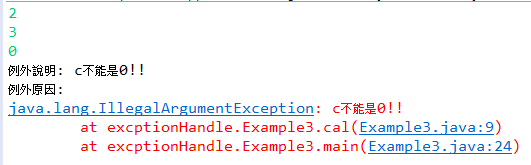 2
3
0
例外說明: c不能是0!!
例外原因:
java.lang.IllegalArgumentException: c不能是0!!
at excptionHandle.Example3.cal(Example3.java:9)
at excptionHandle.Example3.main(Example3.java:24)